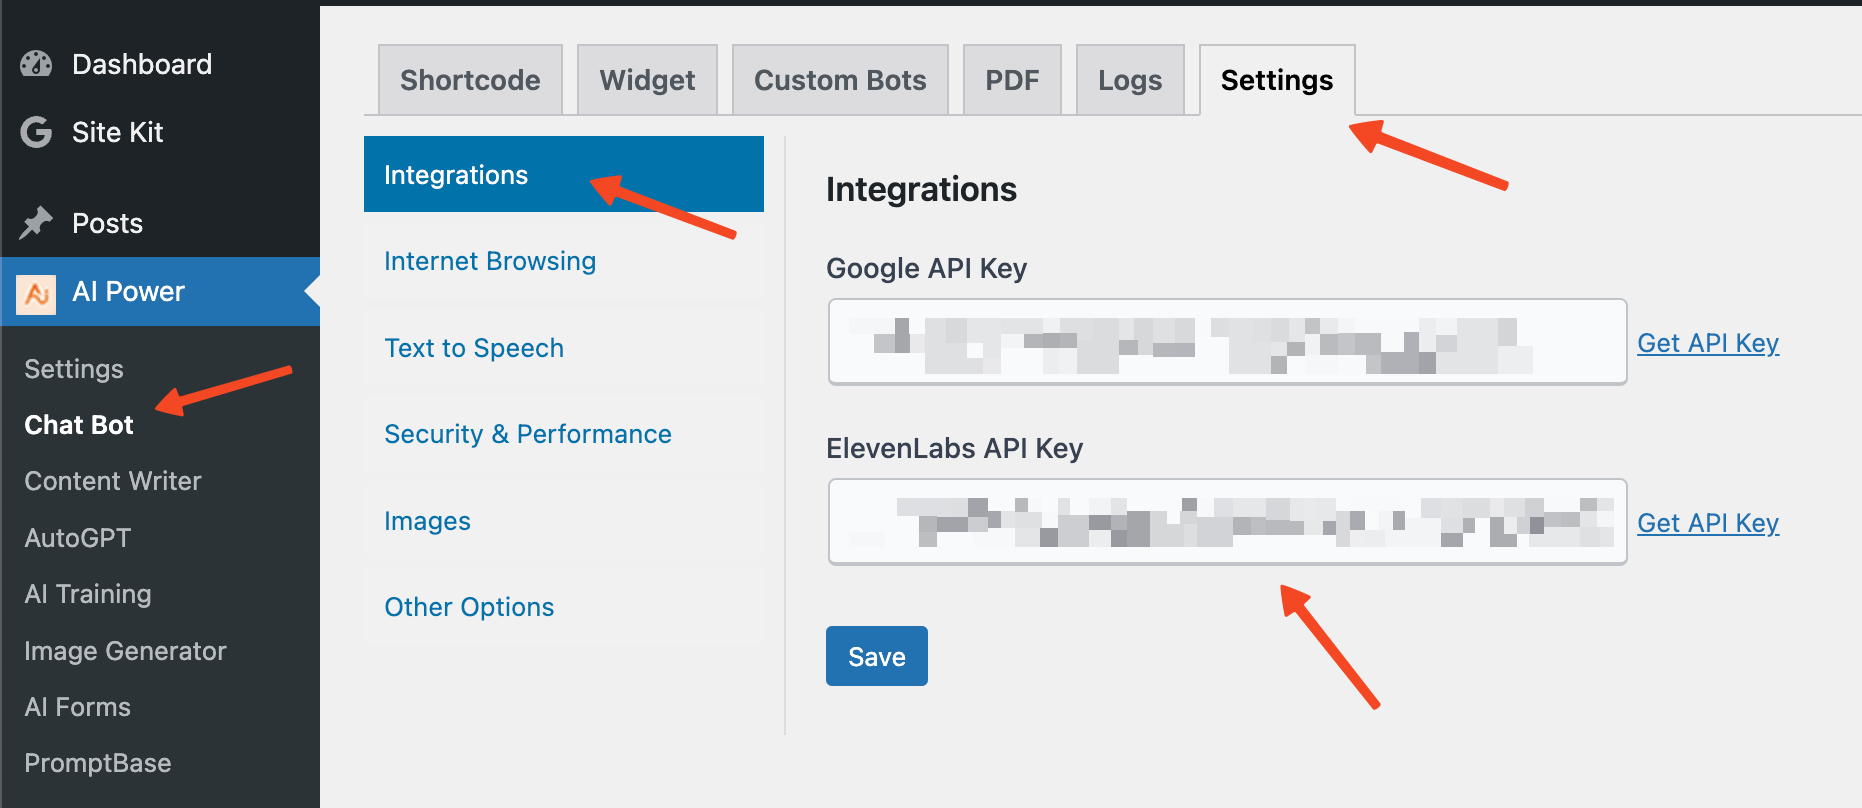 Dashboard
Site Kit
Posts
AI Power
Settings
Chat Bot
Content Writer
AutoGPT
AI Training
Image Generator
AI Forms
PromptBase
Shortcode
Widget
Custom Bots
PDF
Logs
Settings
Integrations
Internet Browsing
Text to Speech
Security & Performance
Images
Other Options
Integrations
Google API Key
Get API Key
ElevenLabs API Key
Get API Key
Save